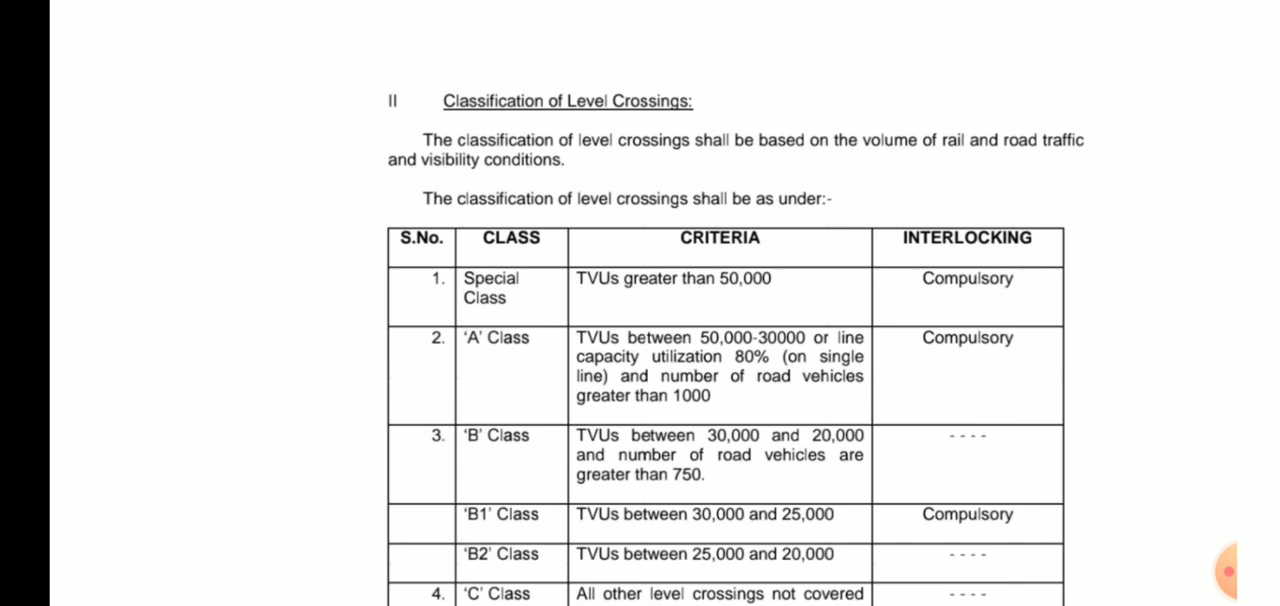 II Classification of Level Crossings:
The classification of level crossings shall be based on the volume of rail and road traffic
and visibility conditions.
The classification of level crossings shall be as under:-
S.No. CLASS CRITERIA INTERLOCKING
1. Special TVUs greater than 50,000 Compulsory
Class
2. ‘A’ Class TVUs between 50,000-30000 or line Compulsory
capacity utilization 80% (on single
line) and number of road vehicles
greater than 1000
3. ‘B’ Class TVUs between 30,000 and 20,000 - - - -
and number of road vehicles are
greater than 750.
‘B1’ Class TVUs between 30,000 and 25,000 Compulsory
‘B2’ Class TVUs between 25,000 and 20,000 - - - -
4. ‘C’ Class All other level crossings not covered - - - -